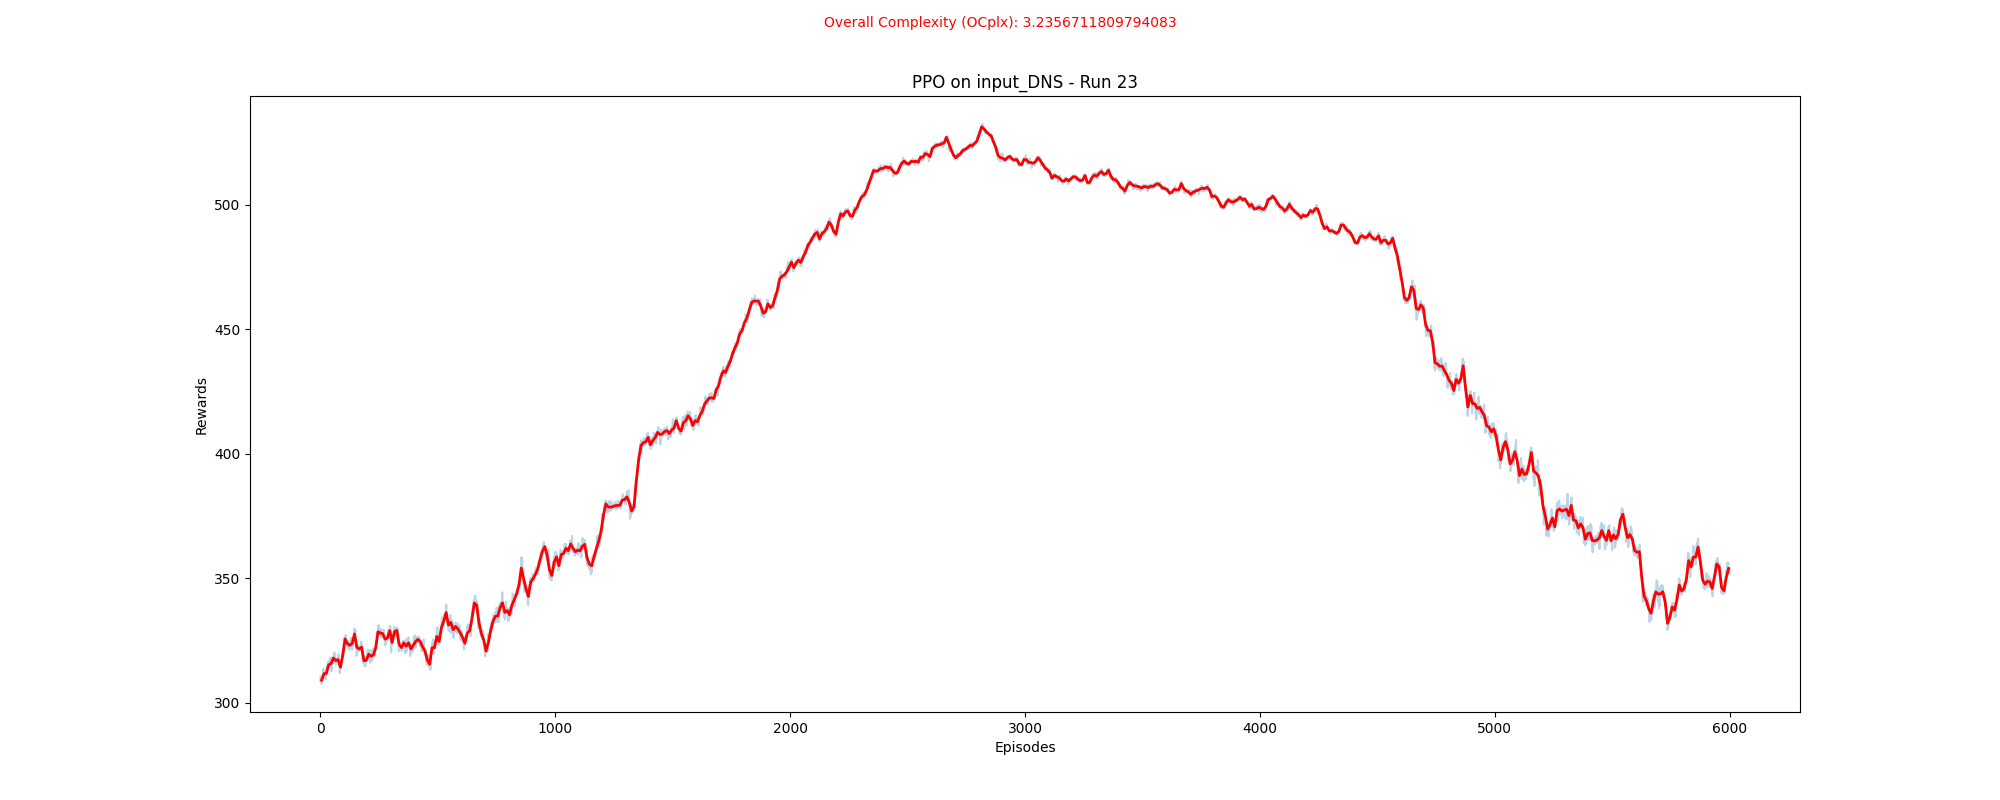 Overall Complexity (OCplx): 3.2356711809794083
PPO on input_DNS - Run 23
500
450
400
350
300
Rewards
0 1000 2000 3000 4000 5000 6000
Episodes